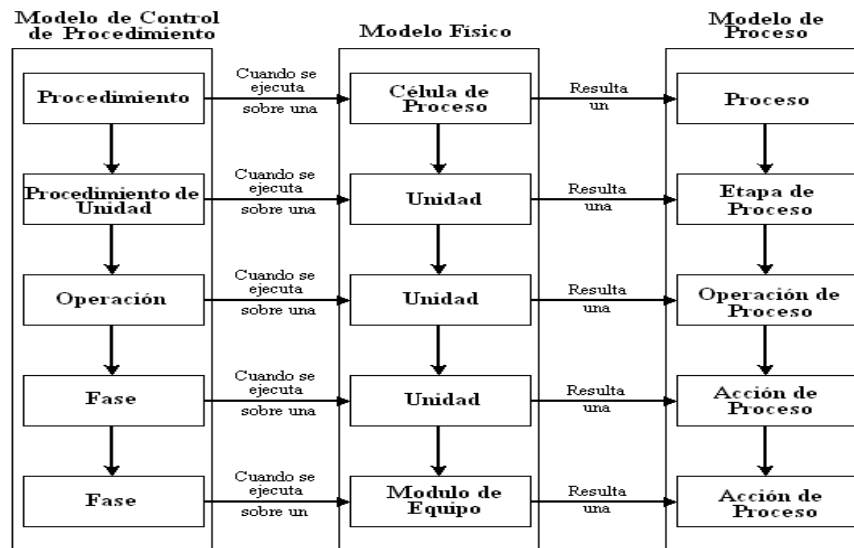 Modelo de Control
de Procedimiento
Modelo Físico
Modelo de
Proceso
Procedimiento
Cuando se
ejecuta
sobre una
Célula de
Proceso
Resulta
un
Proceso
Procedimiento de
Unidad
Cuando se
ejecuta
sobre una
Unidad
Resulta
una
Etapa de
Proceso
Operación
Cuando se
ejecuta
sobre una
Unidad
Resulta
una
Operación de
Proceso
Fase
Cuando se
ejecuta
sobre una
Unidad
Resulta
una
Acción de
Proceso
Fase
Cuando se
ejecuta
sobre un
Modulo de
Equipo
Resulta
una
Acción de
Proceso